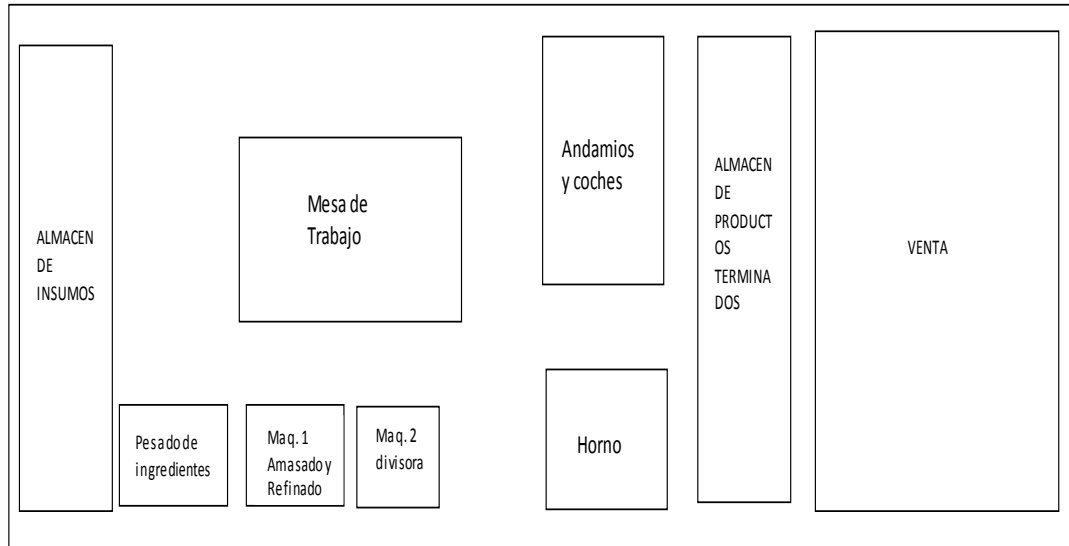 ALMACEN
DE
INSUMOS
Mesa de
Trabajo
Andamios
y coches
ALMACEN
DE
PRODUCT
OS
TERMINA
DOS
VENTA
Pesado de
ingredientes
Maq. 1
Amasado y
Refinado
Maq. 2
divisora
Horno